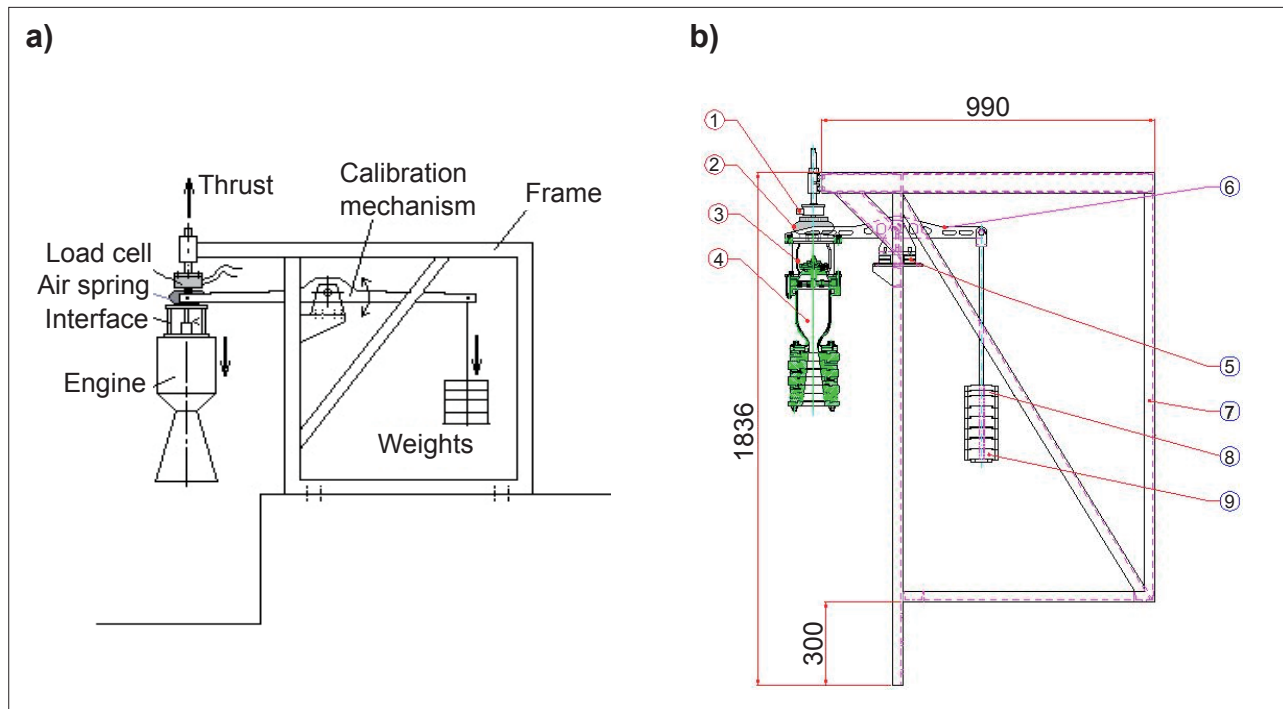 a)
Thrust
Calibration
mechanism
Frame
Load cell
Air spring
Interface
Engine
Weights
b)
990
1
2
3
4
6
5
7
8
9
1836
300